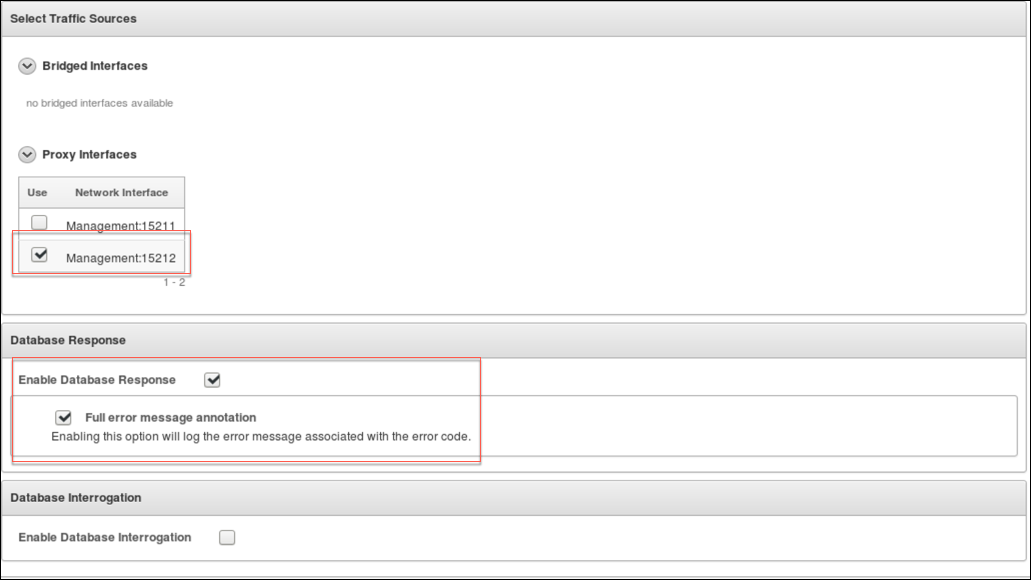 Select Traffic Sources
Bridged Interfaces
no bridged interfaces available
Proxy Interfaces
Use Network Interface
Management:15211
Management:15212
1 - 2
Database Response
Enable Database Response
Full error message annotation
Enabling this option will log the error message associated with the error code.
Database Interrogation
Enable Database Interrogation